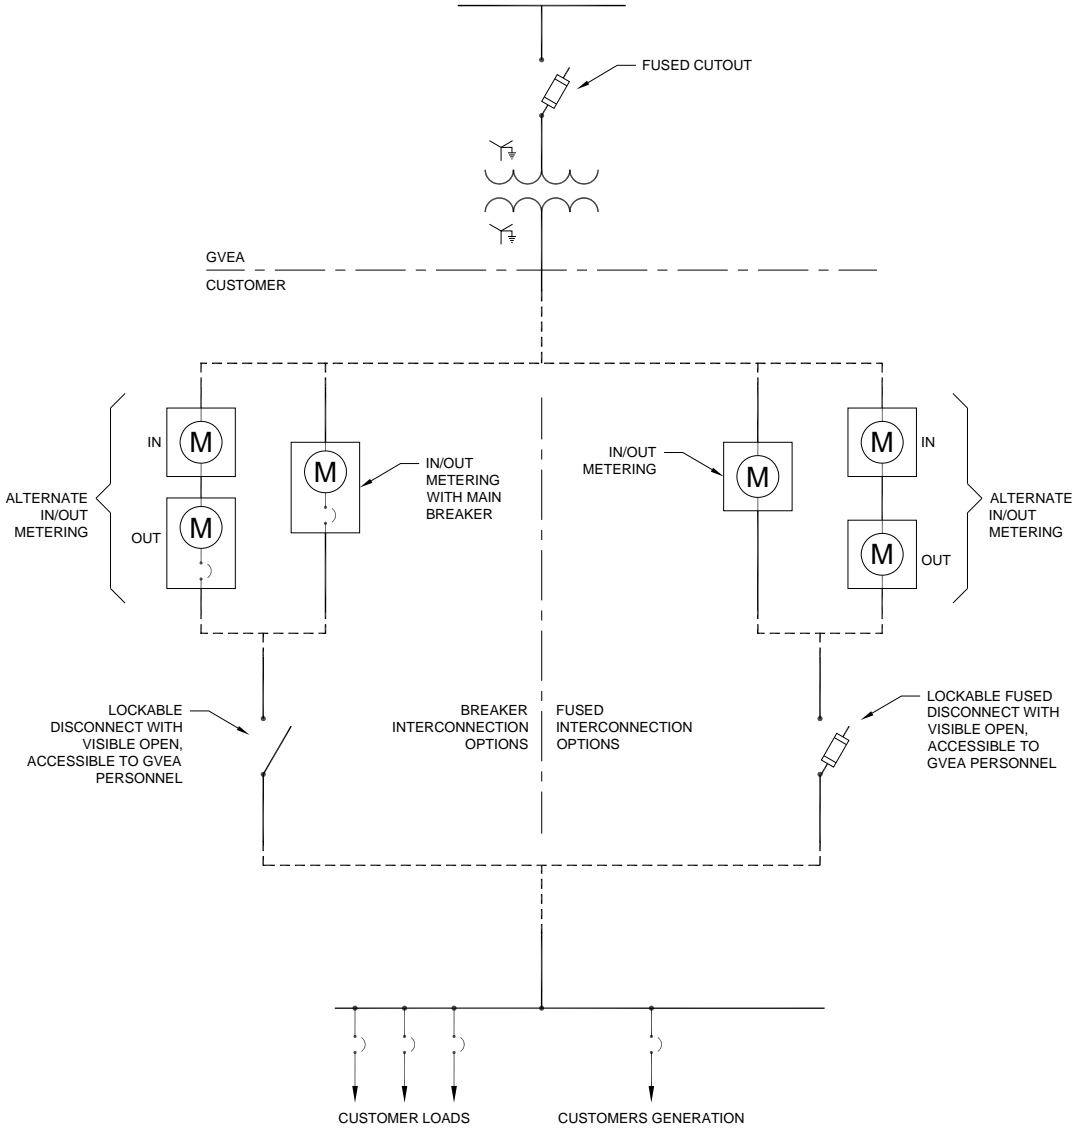 FUSED CUTOUT
GVEA
CUSTOMER
IN
M
M
IN
M
OUT
M
ALTERNATE
IN/OUT
METERING
IN/OUT
METERING
WITH MAIN
BREAKER
M
IN/OUT
METERING
M
OUT
ALTERNATE
IN/OUT
METERING
LOCKABLE
DISCONNECT WITH
VISIBLE OPEN,
ACCESSIBLE TO GVEA
PERSONNEL
BREAKER
INTERCONNECTION
OPTIONS
FUSED
INTERCONNECTION
OPTIONS
LOCKABLE FUSED
DISCONNECT WITH
VISIBLE OPEN,
ACCESSIBLE TO
GVEA PERSONNEL
CUSTOMER LOADS
CUSTOMERS GENERATION